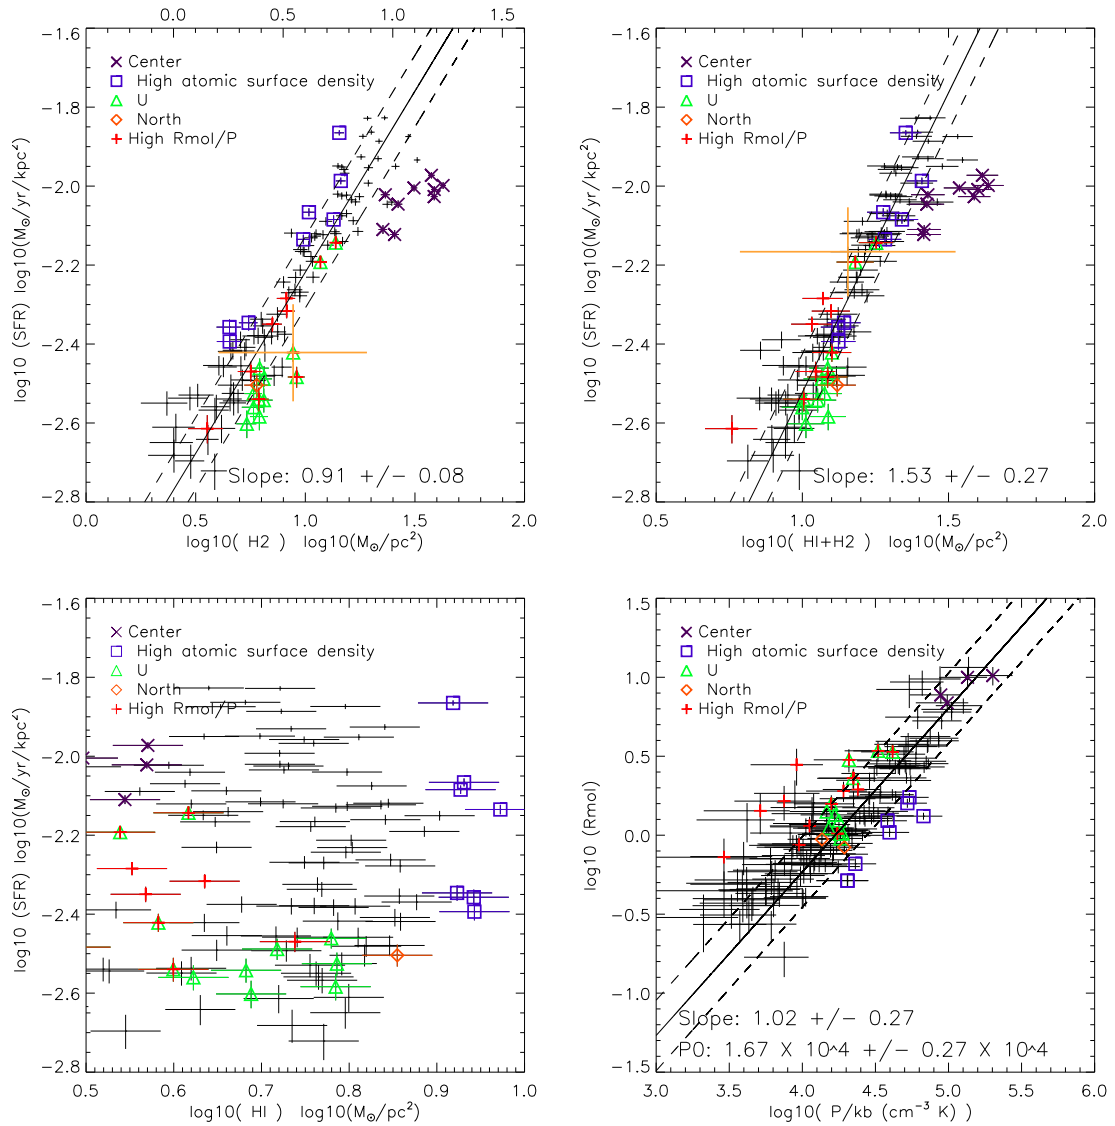 0.0 0.5 1.0 1.5
−1.6
−1.8
−2.0
−2.2
−2.4
−2.6
−2.8
log10 (SFR) log10(M⊙/yr/kpc²)
Center
High atomic surface density
U
North
High Rmol/P
Slope: 0.91 +/− 0.08
0.0 0.5 1.0 1.5 2.0
log10( H2 ) log10(M⊙/pc²)
−1.6
−1.8
−2.0
−2.2
−2.4
−2.6
−2.8
log10 (SFR) log10(M⊙/yr/kpc²)
Center
High atomic surface density
U
North
High Rmol/P
Slope: 1.53 +/− 0.27
0.5 1.0 1.5 2.0
log10( HI+H2 ) log10(M⊙/pc²)
−1.6
−1.8
−2.0
−2.2
−2.4
−2.6
−2.8
log10 (SFR) log10(M⊙/yr/kpc²)
Center
High atomic surface density
U
North
High Rmol/P
0.5 0.6 0.7 0.8 0.9 1.0
log10( HI ) log10(M⊙/pc²)
1.5
1.0
0.5
0.0
−0.5
−1.0
−1.5
log10 (Rmol)
Center
High atomic surface density
U
North
High Rmol/P
Slope: 1.02 +/− 0.27
P0: 1.67 X 10^4 +/− 0.27 X 10^4
3.0 3.5 4.0 4.5 5.0 5.5 6.0
log10( P/kb (cm⁻³ K) )